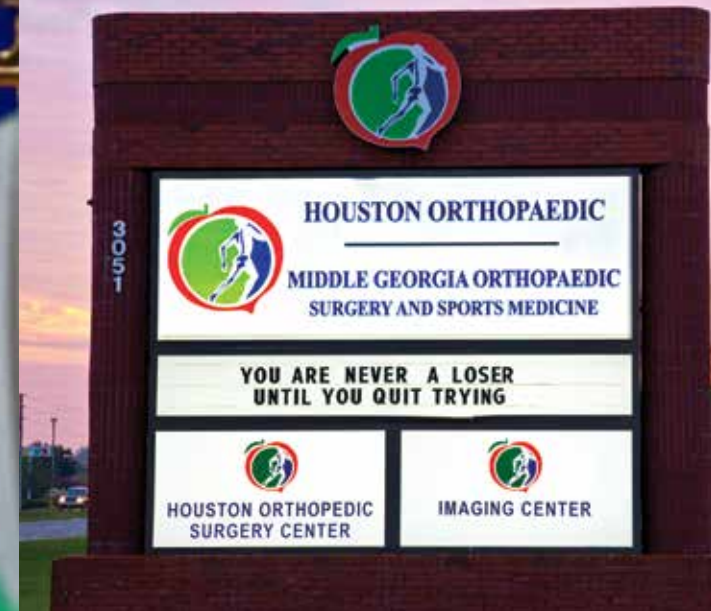 3051
HOUSTON ORTHOPAEDIC
MIDDLE GEORGIA ORTHOPAEDIC
SURGERY AND SPORTS MEDICINE
YOU ARE NEVER A LOSER
UNTIL YOU QUIT TRYING
HOUSTON ORTHOPEDIC
SURGERY CENTER
IMAGING CENTER